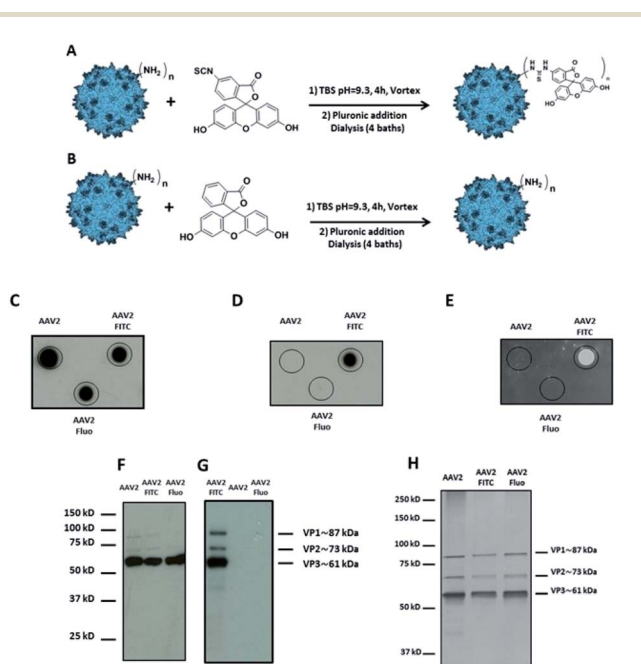 A
(NH2)n
+
SCN
O
O
HO
O
OH
1) TBS pH=9.3, 4h, Vortex
2) Pluronic addition
Dialysis (4 baths)
H N
H N
S
O
O
O
HO
OH
n
B
(NH2)n
+
O
O
HO
O
OH
1) TBS pH=9.3, 4h, Vortex
2) Pluronic addition
Dialysis (4 baths)
(NH2)n
C
AAV2
AAV2
FITC
AAV2
Fluo
D
AAV2
AAV2
FITC
AAV2
Fluo
E
AAV2
AAV2
FITC
AAV2
Fluo
F
AAV2
AAV2
FITC
AAV2
Fluo
150 kD
100 kD
75 kD
50 kD
37 kD
25 kD
G
AAV2
FITC
AAV2
AAV2
Fluo
VP1~87 kDa
VP2~73 kDa
VP3~61 kDa
H
AAV2
AAV2
FITC
AAV2
Fluo
250 kD
150 kD
100 kD
75 kD
50 kD
37 kD
VP1~87 kDa
VP2~73 kDa
VP3~61 kDa